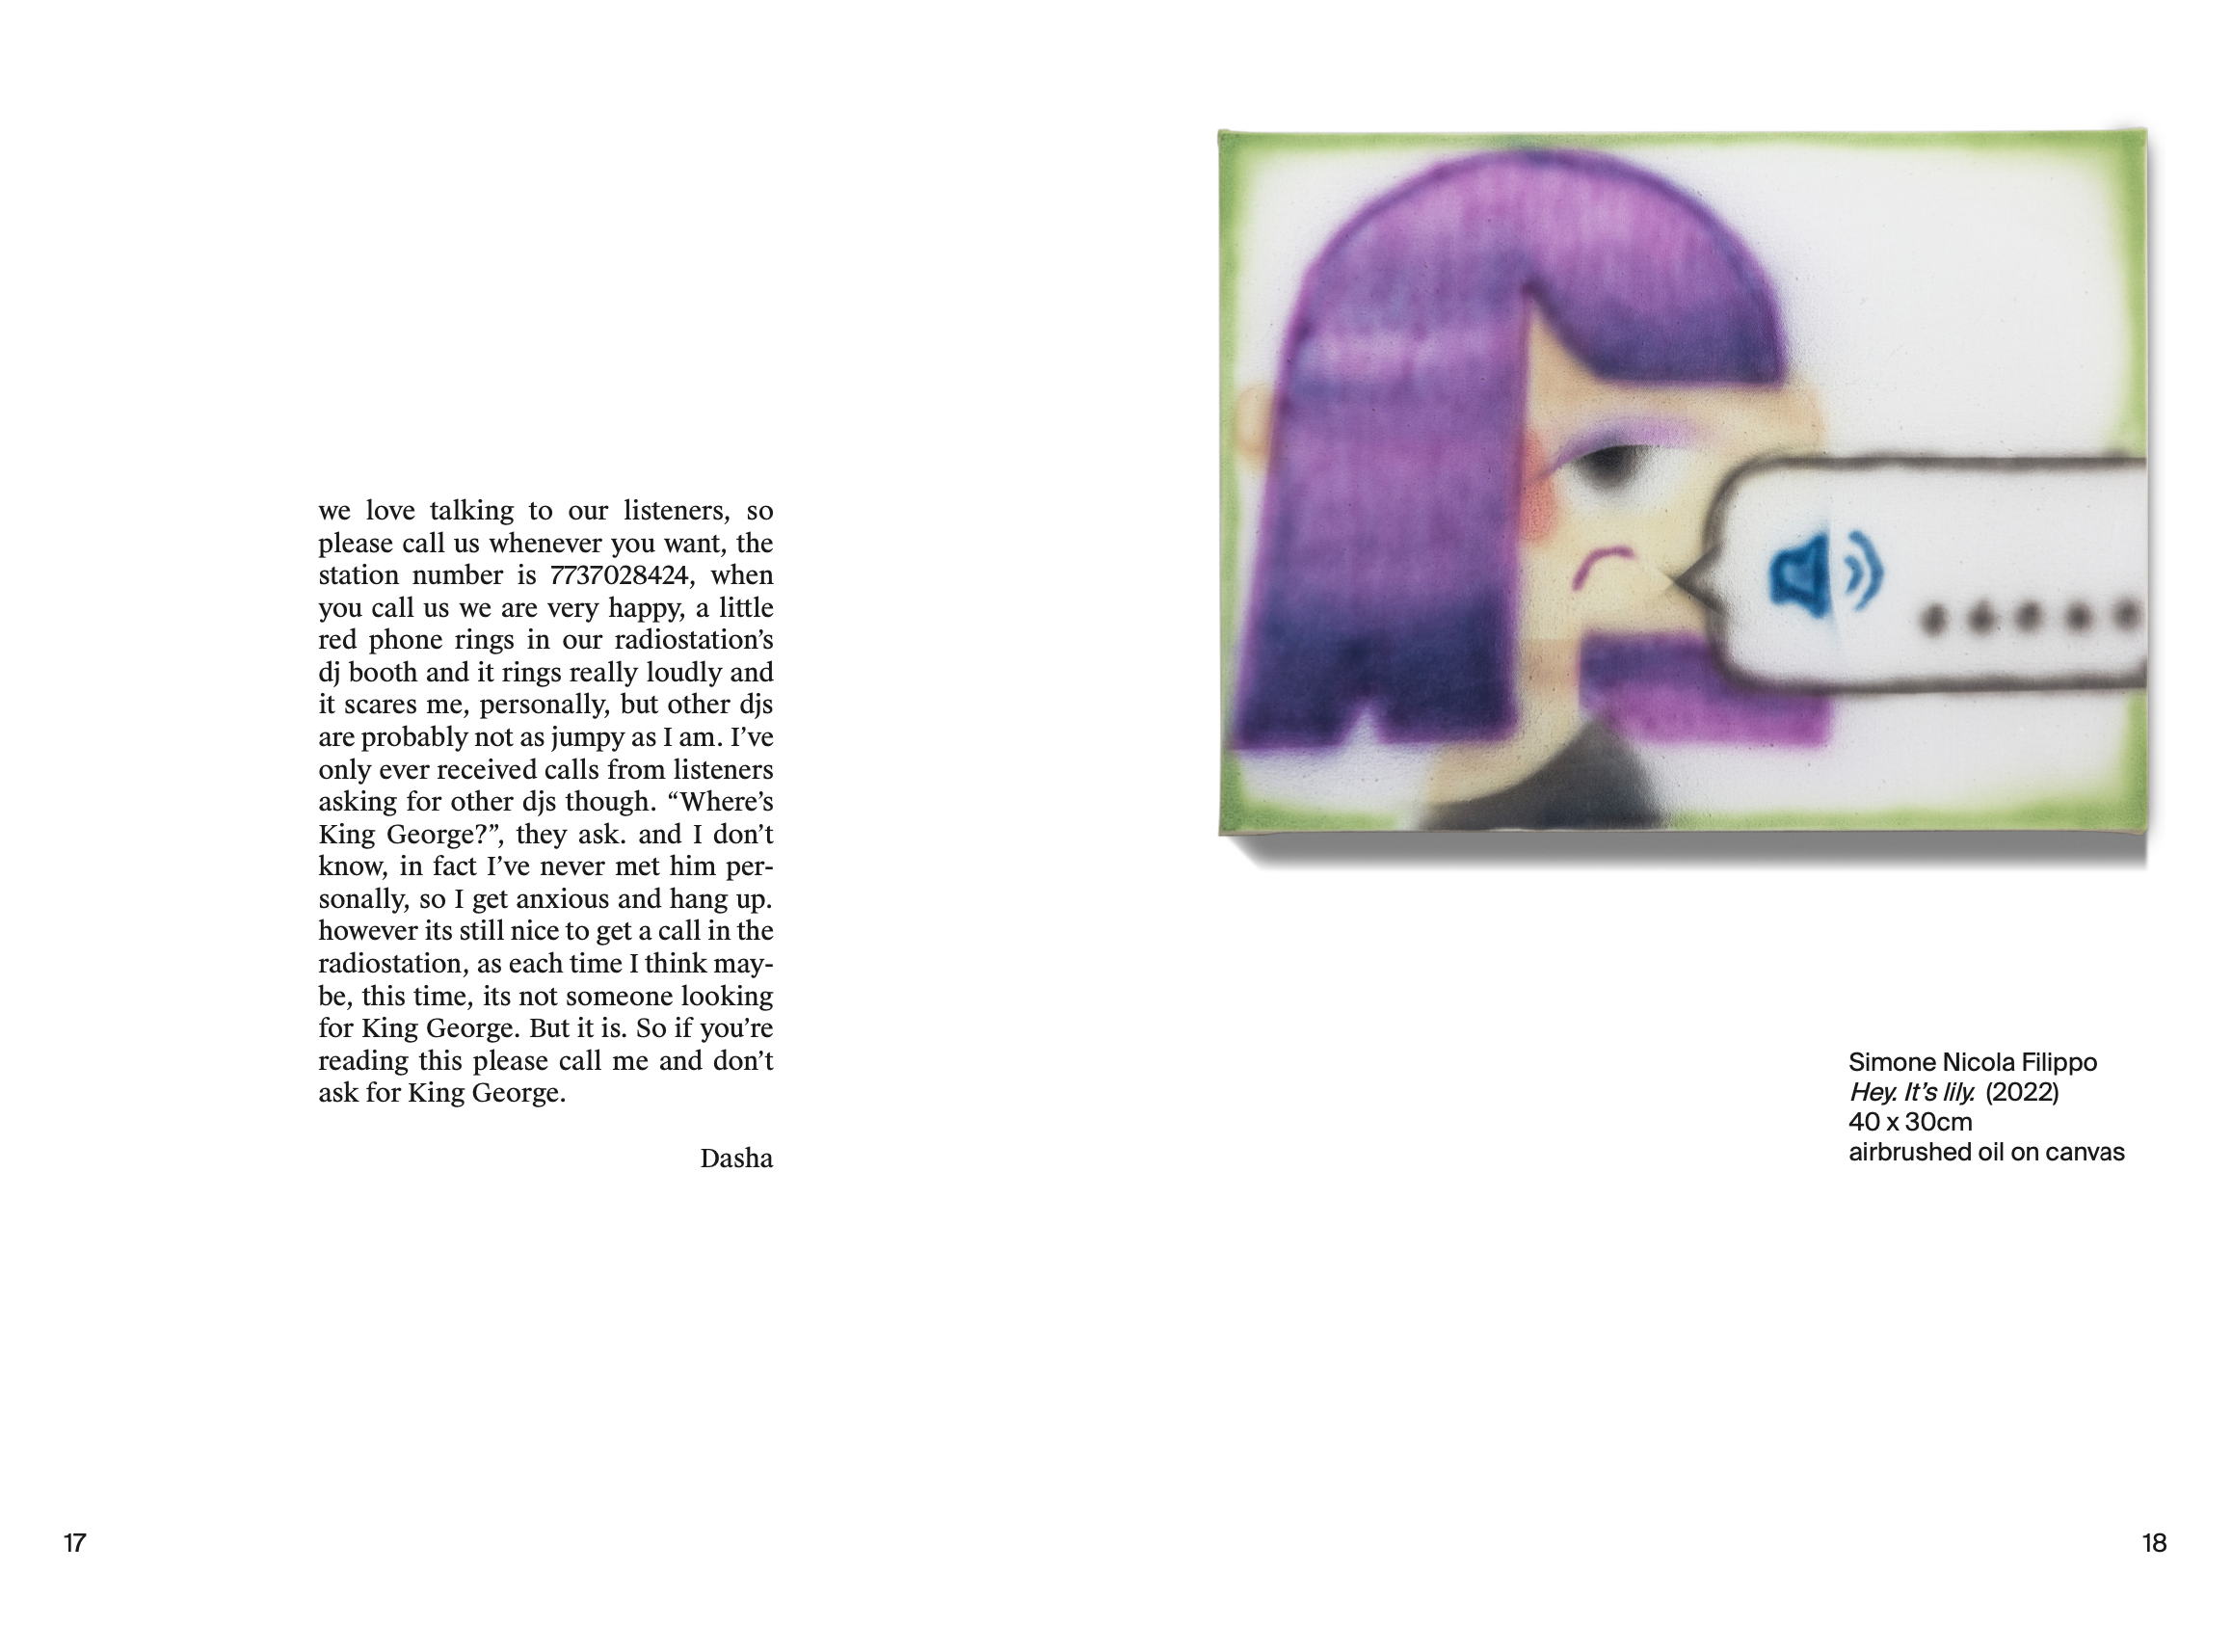 we love talking to our listeners, so
please call us whenever you want, the
station number is 7737028424, when
you call us we are very happy, a little
red phone rings in our radiostation’s
dj booth and it rings really loudly and
it scares me, personally, but other djs
are probably not as jumpy as I am. I’ve
only ever received calls from listeners
asking for other djs though. “Where’s
King George?”, they ask. and I don’t
know, in fact I’ve never met him per-
sonally, so I get anxious and hang up.
however its still nice to get a call in the
radiostation, as each time I think may-
be, this time, its not someone looking
for King George. But it is. So if you’re
reading this please call me and don’t
ask for King George.
Dasha
17
Simone Nicola Filippo
Hey. It’s lily. (2022)
40 x 30cm
airbrushed oil on canvas
18